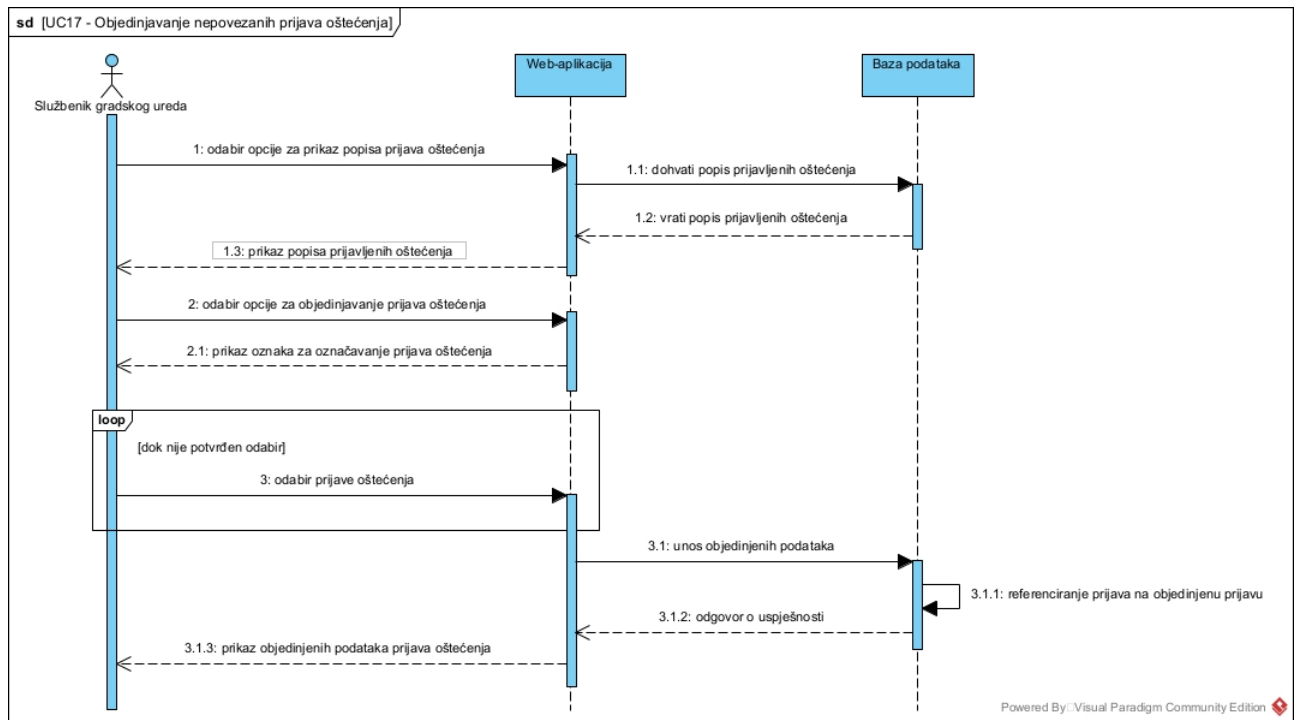 sd [UC17 - Objedinjavanje nepovezanih prijava oštećenja]
Službenik gradskog ureda
Web-aplikacija
Baza podataka
1: odabir opcije za prikaz popisa prijava oštećenja
1.1: dohvati popis prijavljenih oštećenja
1.2: vrati popis prijavljenih oštećenja
1.3: prikaz popisa prijavljenih oštećenja
2: odabir opcije za objedinjavanje prijava oštećenja
2.1: prikaz oznaka za označavanje prijava oštećenja
loop
[dok nije potvrđen odabir]
3: odabir prijave oštećenja
3.1: unos objedinjenih podataka
3.1.1: referenciranje prijava na objedinjenu prijavu
3.1.2: odgovor o uspješnosti
3.1.3: prikaz objedinjenih podataka prijava oštećenja
Powered By Visual Paradigm Community Edition